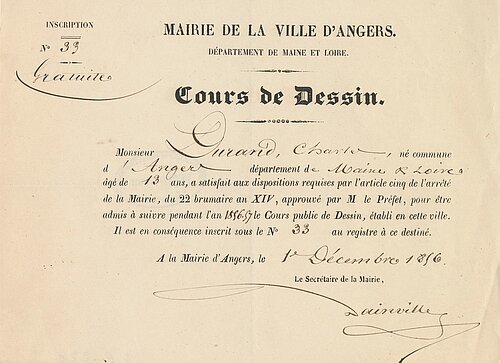 INSCRIPTION
N° 33
Gratuite
MAIRIE DE LA VILLE D'ANGERS.
DÉPARTEMENT DE MAINE ET LOIRE.
Cours de Dessin.
Monsieur Durand, Charles, né commune
d'Angers département de Maine & Loire
âgé de 13 ans, a satisfait aux dispositions requises par l'article cinq de l'arrêté
de la Mairie, du 22 brumaire an XIV, approuvé par M le Préfet, pour être
admis à suivre pendant l'an 1856-57 le Cours public de Dessin, établi en cette ville.
Il est en conséquence inscrit sous le N° 33 au registre à ce destiné.
A la Mairie d'Angers, le 1er Décembre 1856
Le Secrétaire de la Mairie,
Dainville